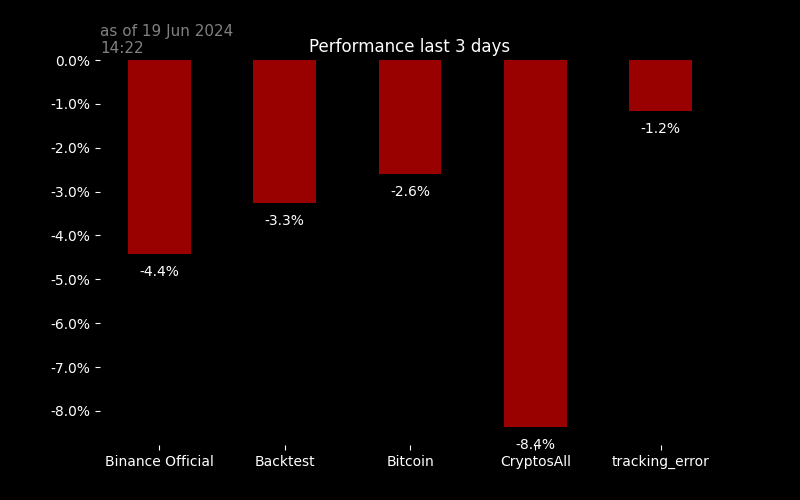 as of 19 Jun 2024
14:22
Performance last 3 days
0.0%
-1.0%
-2.0%
-3.0%
-4.0%
-5.0%
-6.0%
-7.0%
-8.0%
-4.4%
-3.3%
-2.6%
-8.4%
-1.2%
Binance Official
Backtest
Bitcoin
CryptosAll
tracking_error